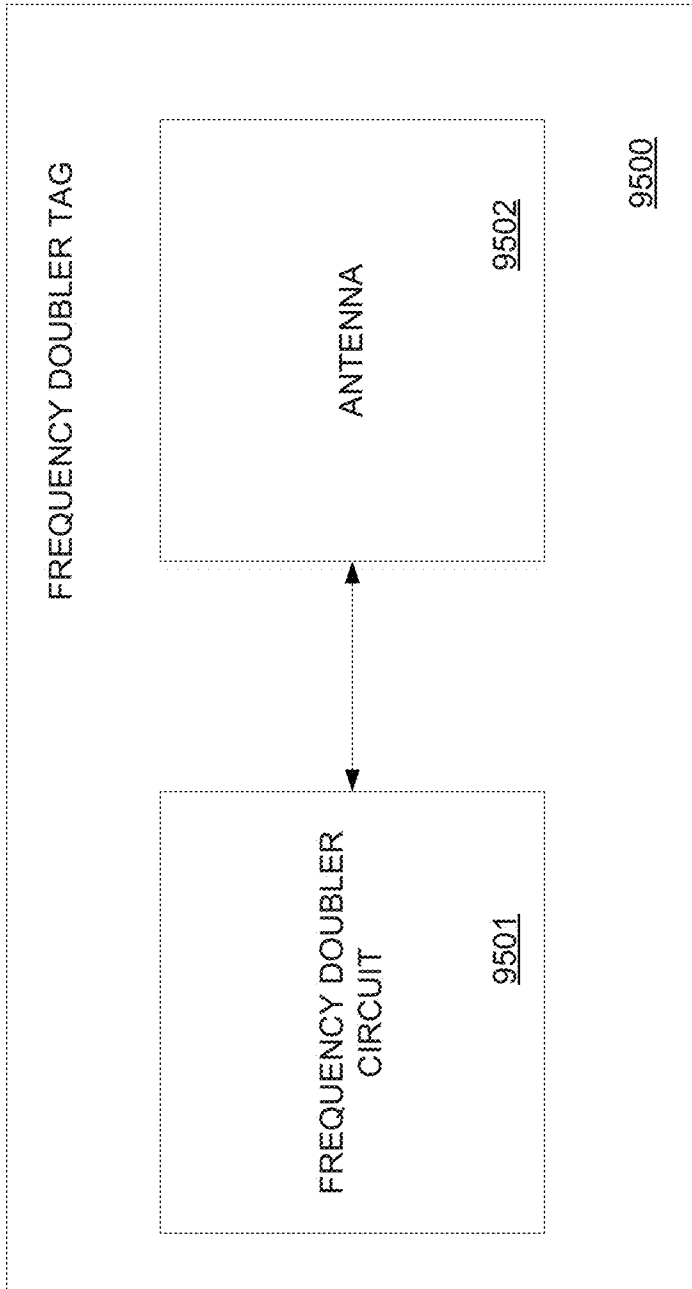 FREQUENCY DOUBLER TAG
FREQUENCY DOUBLER
CIRCUIT
9501
ANTENNA
9502
9500